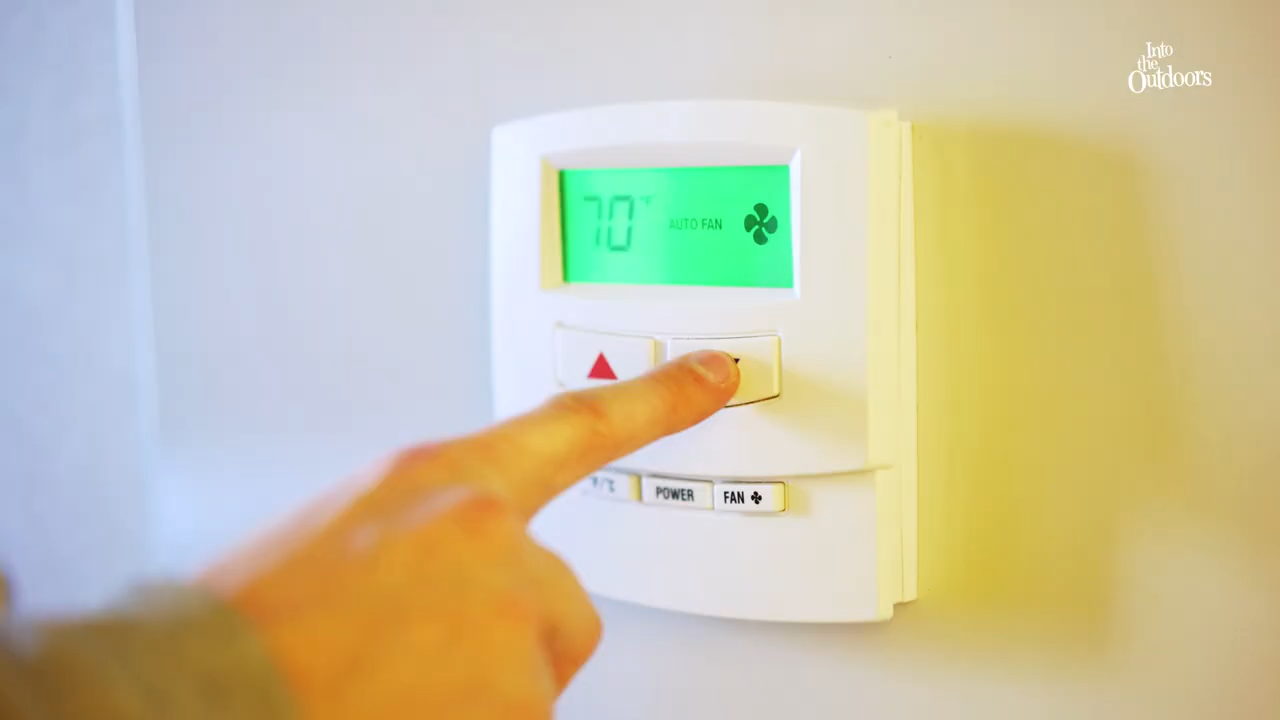 Into
the
Outdoors
70°F
AUTO FAN
°F/°C
POWER
FAN